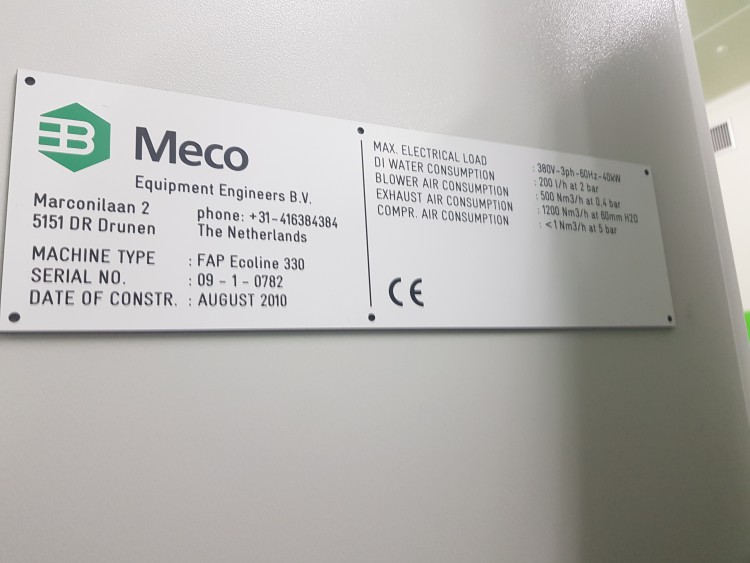 Meco
Equipment Engineers B.V.
Marconilaan 2
5151 DR Drunen
phone: +31-416384384
The Netherlands
MACHINE TYPE : FAP Ecoline 330
SERIAL NO. : 09 - 1 - 0782
DATE OF CONSTR. : AUGUST 2010
MAX. ELECTRICAL LOAD : 380V-3ph-60Hz-40kW
DI WATER CONSUMPTION : 200 l/h at 2 bar
BLOWER AIR CONSUMPTION : 500 Nm3/h at 0,4 bar
EXHAUST AIR CONSUMPTION : 1200 Nm3/h at 60mm H2O
COMPR. AIR CONSUMPTION : <1 Nm3/h at 5 bar
CE